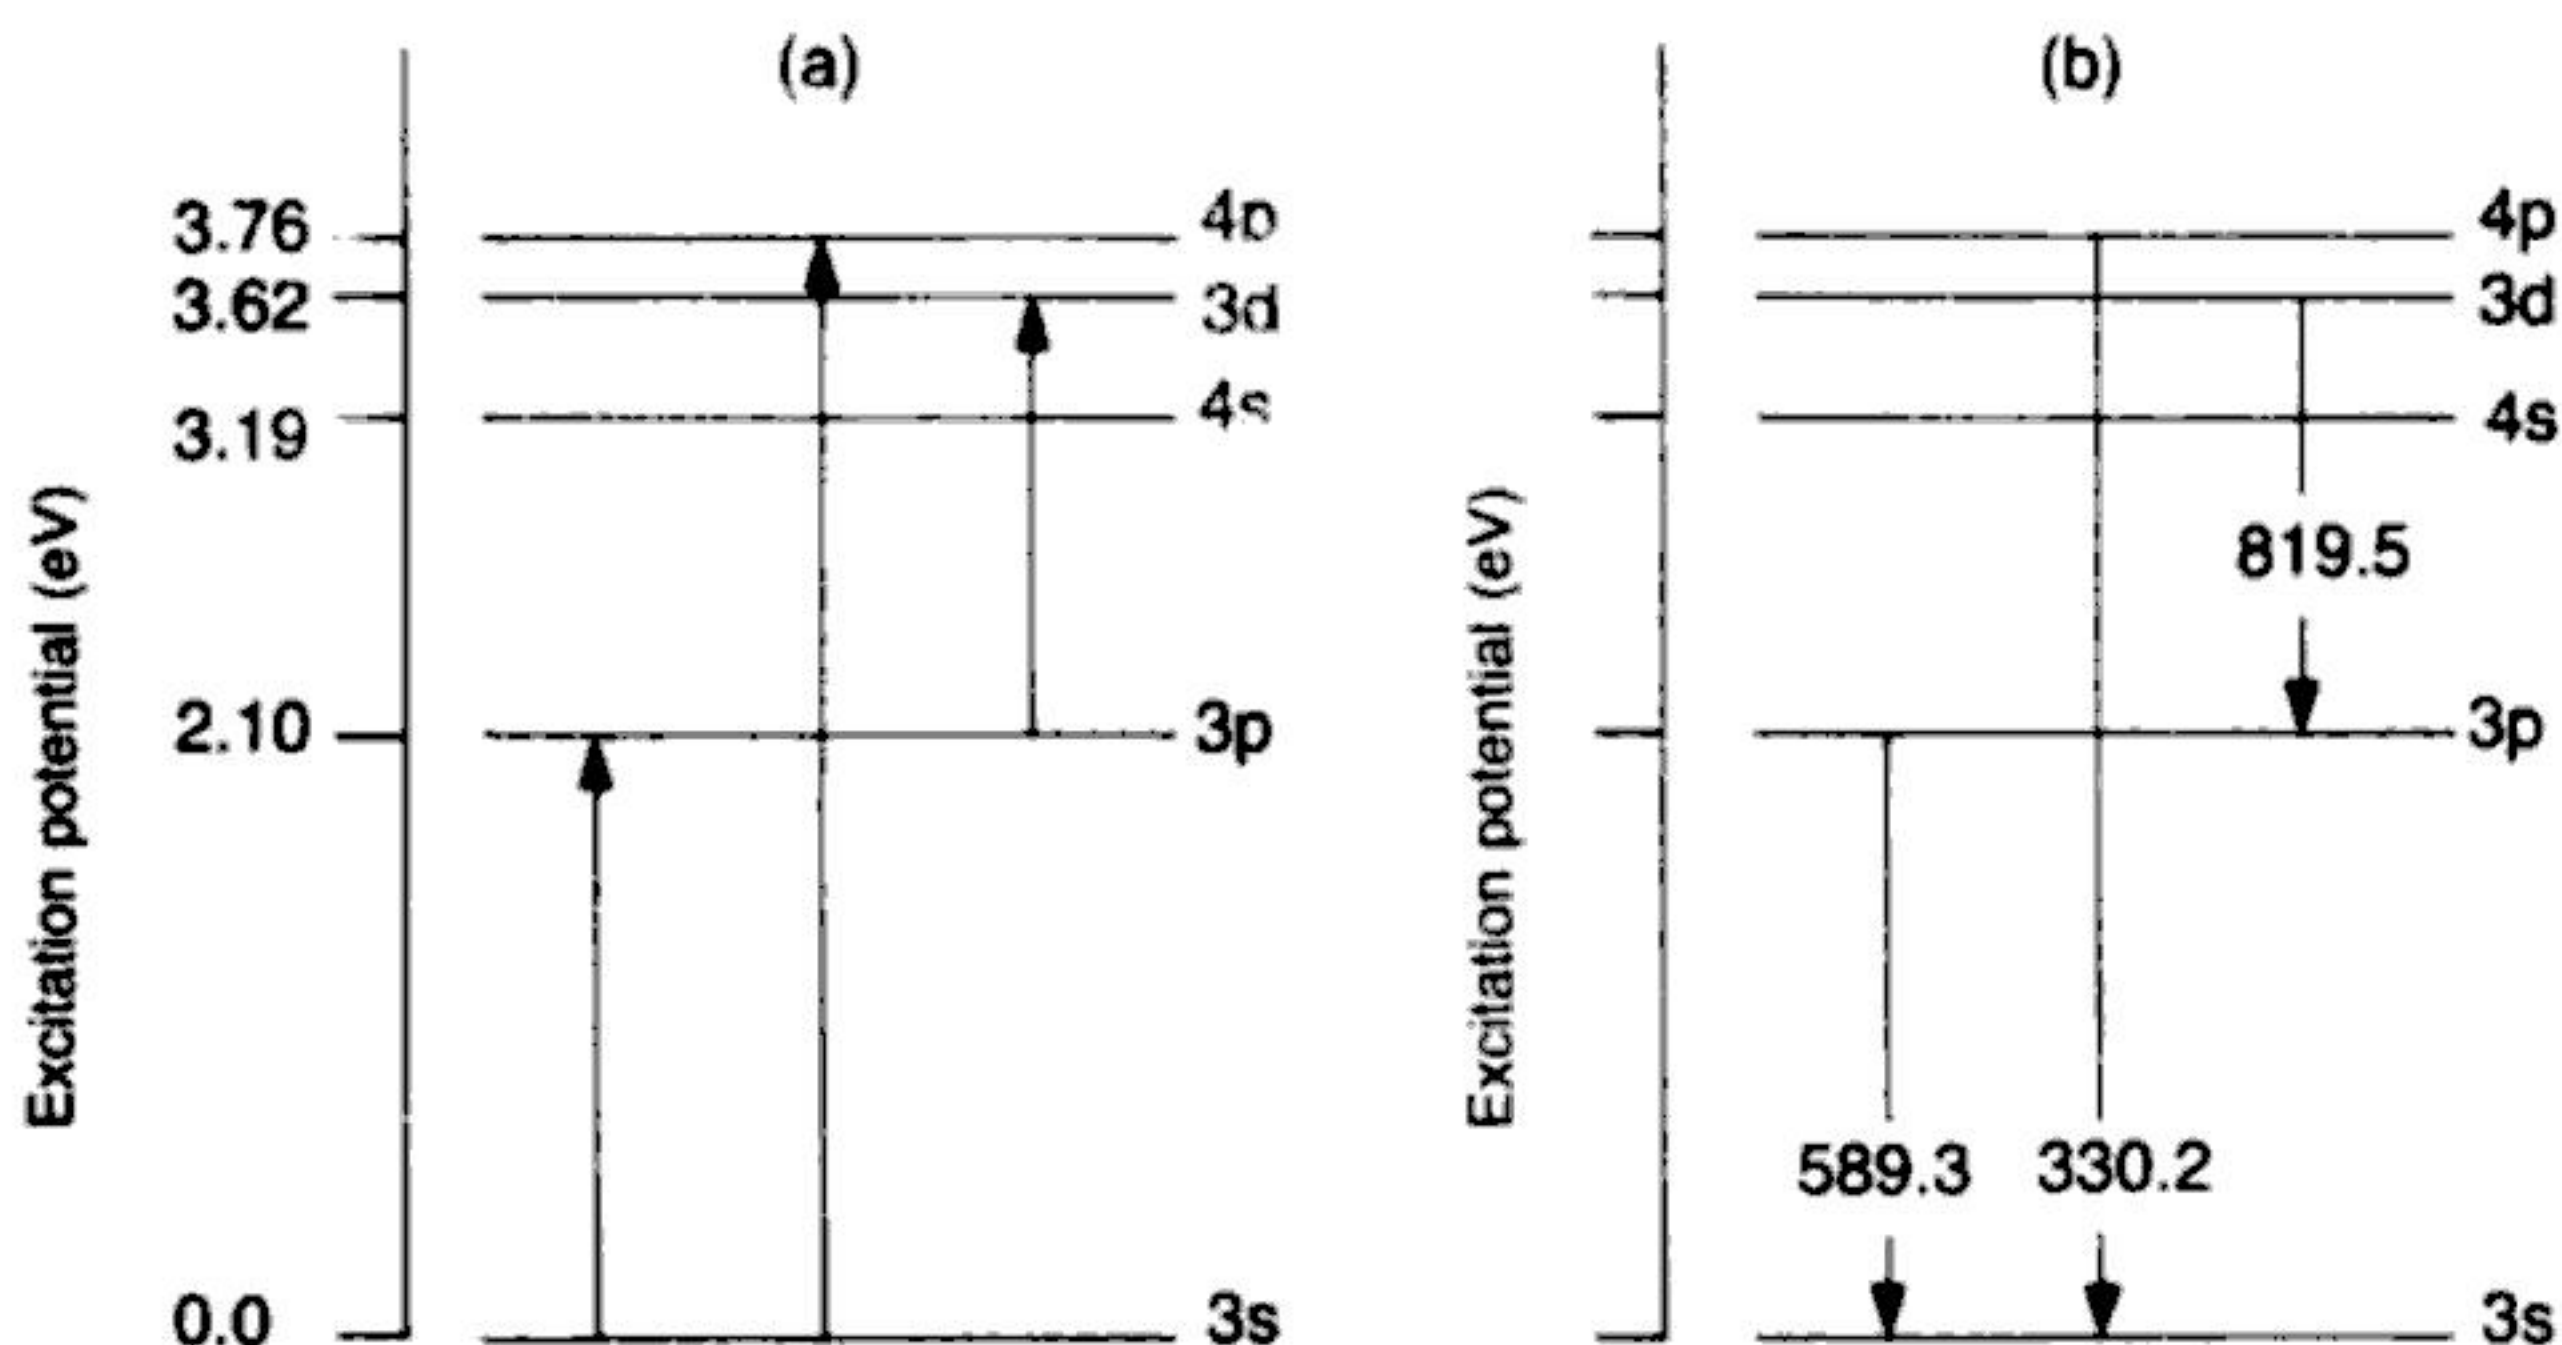 (a)
Excitation potential (eV)
3.76
3.62
3.19
2.10
0.0
4p
3d
4s
3p
3s
(b)
Excitation potential (eV)
4p
3d
4s
3p
3s
819.5
589.3 330.2